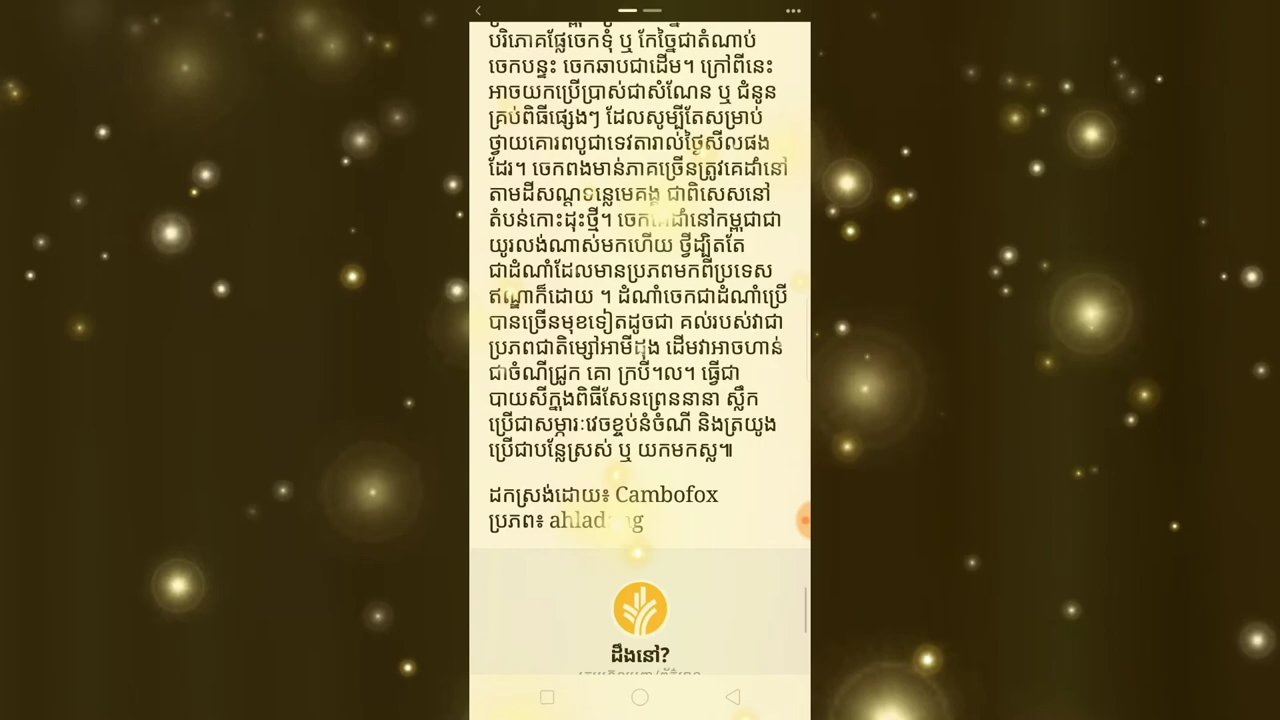 បរិភោគផ្លែចេកទុំ ឬ កែច្នៃជាតំណាប់
ចេកបន្ទះ ចេកឆាបជាដើម។ ក្រៅពីនេះ
អាចយកប្រើប្រាស់ជាសំណែន ឬ ជំនូន
គ្រប់ពិធីផ្សេងៗ ដែលសូម្បីតែសម្រាប់
ថ្វាយគោរពបូជាទេវតារាល់ថ្ងៃសីលផង
ដែរ។ ចេកពងមាន់ភាគច្រើនត្រូវគេដាំនៅ
តាមដីសណ្តទន្លេមេគង្គ ជាពិសេសនៅ
តំបន់កោះដុះថ្មី។ ចេកគេដាំនៅកម្ពុជាជា
យូរលង់ណាស់មកហើយ ថ្វីដ្បិតតែ
ជាដំណាំដែលមានប្រភពមកពីប្រទេស
ឥណ្ឌាក៏ដោយ ។ ដំណាំចេកជាដំណាំប្រើ
បានច្រើនមុខទៀតដូចជា គល់របស់វាជា
ប្រភពជាតិម្សៅអាមីដុង ដើមវាអាចហាន់
ជាចំណីជ្រូក គោ ក្របី។ល។ ធ្វើជា
បាយសីក្នុងពិធីសែនព្រេននានា ស្លឹក
ប្រើជាសម្ភារៈវេចខ្ចប់នំចំណី និងត្រយូង
ប្រើជាបន្លែស្រស់ ឬ យកមកស្ល៕
ដកស្រង់ដោយ៖ Cambofox
ប្រភព៖
ដឹងនៅ?